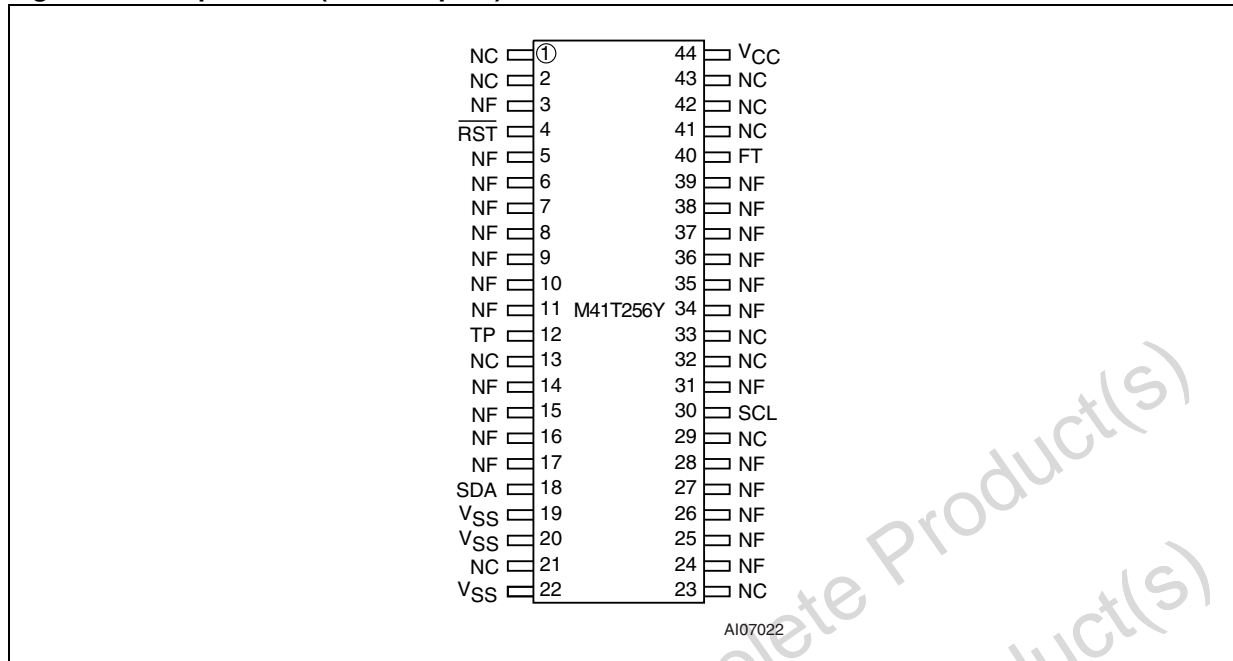 NC 1 44 VCC
NC 2 43 NC
NF 3 42 NC
RST 4 41 NC
NF 5 40 FT
NF 6 39 NF
NF 7 38 NF
NF 8 37 NF
NF 9 36 NF
NF 10 35 NF
NF 11 M41T256Y 34 NF
TP 12 33 NC
NC 13 32 NC
NF 14 31 NF
NF 15 30 SCL
NF 16 29 NC
NF 17 28 NF
SDA 18 27 NF
VSS 19 26 NF
VSS 20 25 NF
NC 21 24 NF
VSS 22 23 NC
AI07022
Product(s)